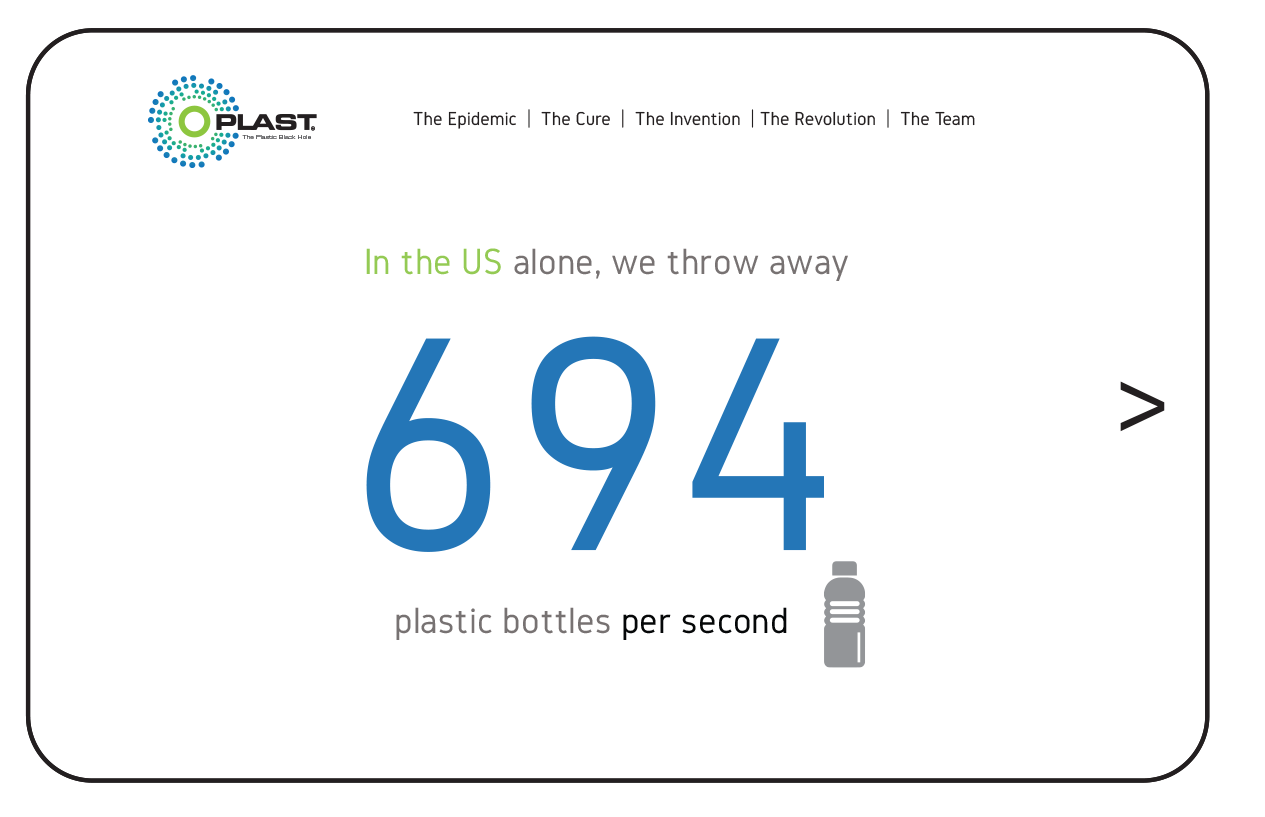 OPLAST®
The Plastic Black Hole
The Epidemic | The Cure | The Invention | The Revolution | The Team
In the US alone, we throw away
694
>
plastic bottles per second